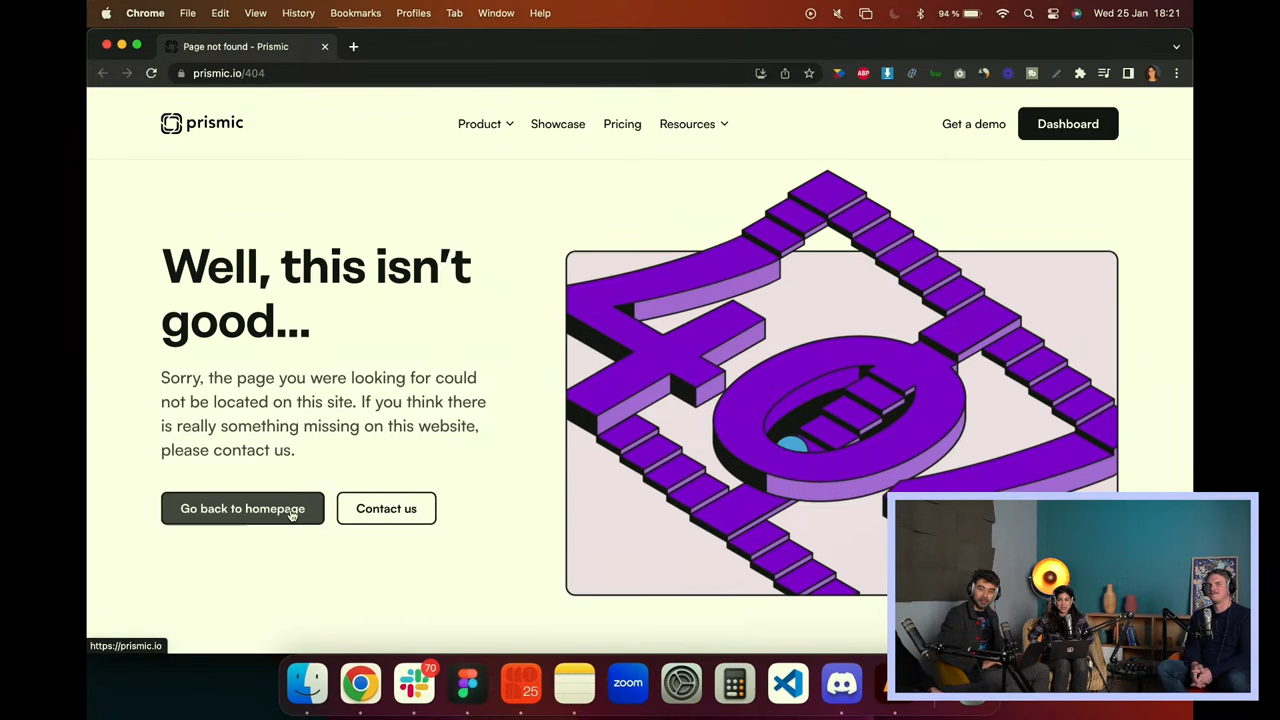 Chrome File Edit View History Bookmarks Profiles Tab Window Help 94 % Wed 25 Jan 18:21
Page not found - Prismic
prismic.io/404
ABP
prismic Product Showcase Pricing Resources Get a demo Dashboard
Well, this isn't
good...
Sorry, the page you were looking for could
not be located on this site. If you think there
is really something missing on this website,
please contact us.
Go back to homepage Contact us
40
https://prismic.io
70
25
zoom